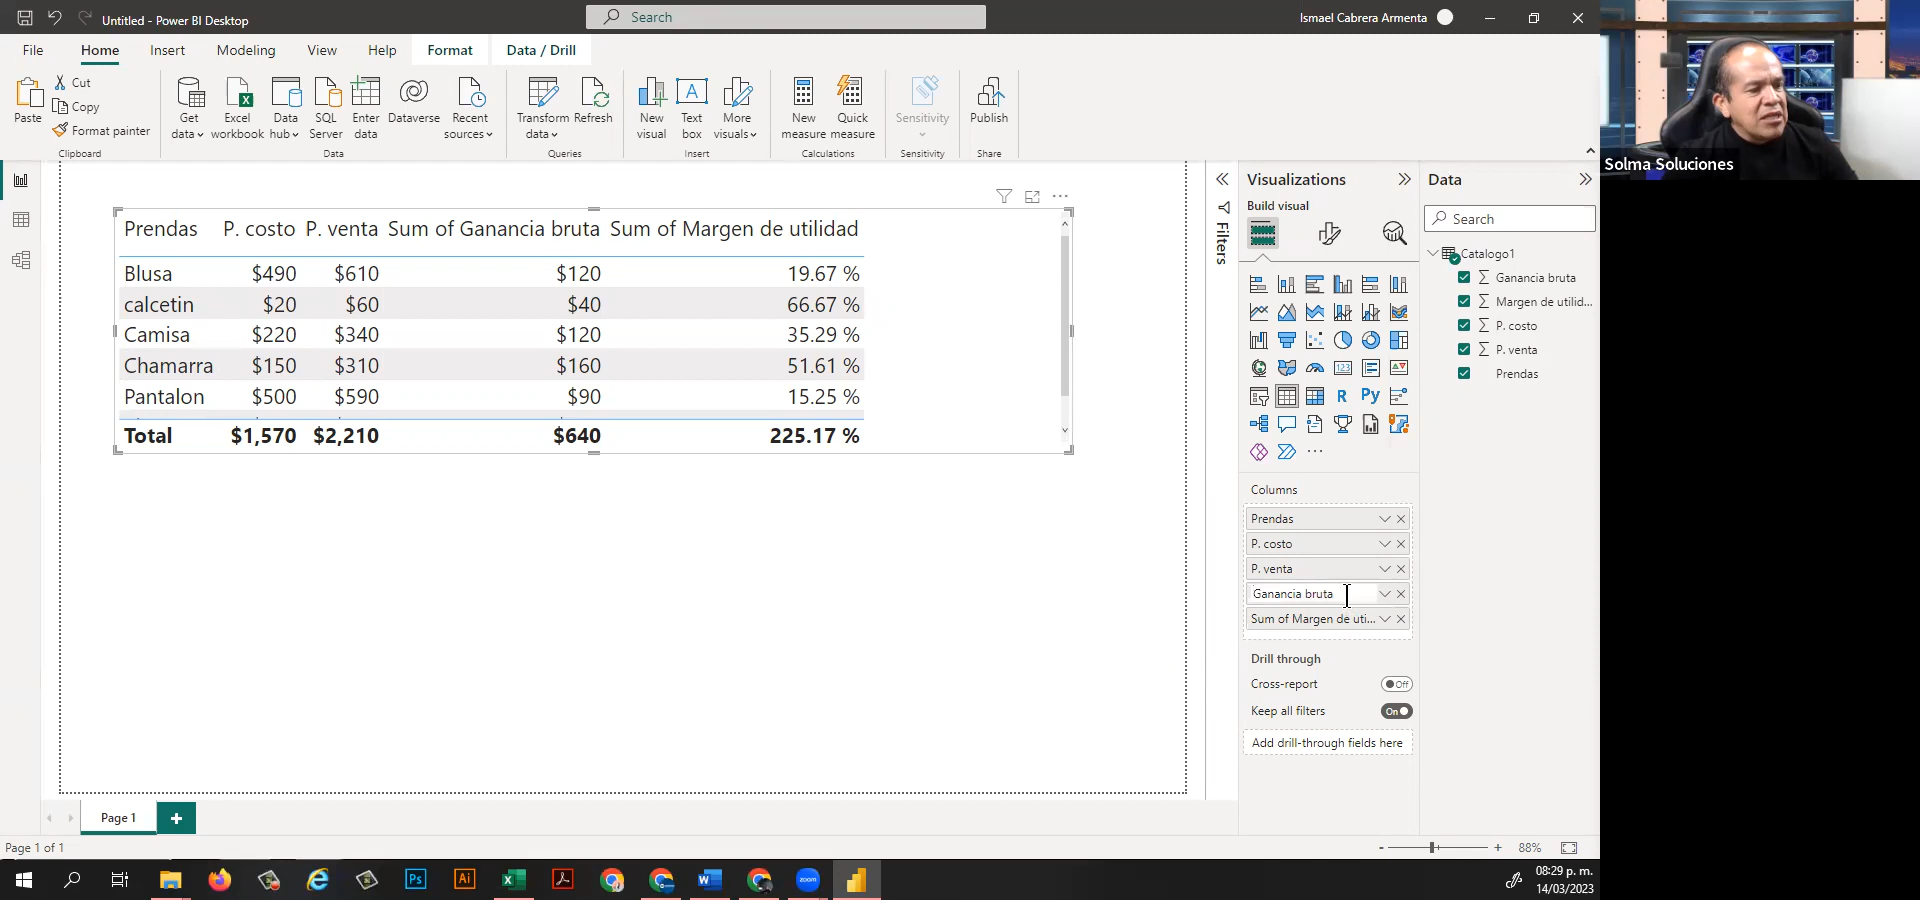 Untitled - Power BI Desktop
Search
Ismael Cabrera Armenta
File
Home
Insert
Modeling
View
Help
Format
Data / Drill
Paste
Cut
Copy
Format painter
Clipboard
Get data
Excel workbook
Data hub
SQL Server
Enter data
Dataverse
Recent sources
Data
Transform data
Refresh
Queries
New visual
Text box
More visuals
Insert
New measure
Quick measure
Calculations
Sensitivity
Sensitivity
Publish
Share
Solma Soluciones
Prendas P. costo P. venta Sum of Ganancia bruta Sum of Margen de utilidad
Blusa $490 $610 $120 19.67 %
calcetin $20 $60 $40 66.67 %
Camisa $220 $340 $120 35.29 %
Chamarra $150 $310 $160 51.61 %
Pantalon $500 $590 $90 15.25 %
Total $1,570 $2,210 $640 225.17 %
Filters
Visualizations
Build visual
R
Py
123
Columns
Prendas
P. costo
P. venta
Ganancia bruta
Sum of Margen de uti...
Drill through
Cross-report
Off
Keep all filters
On
Add drill-through fields here
Data
Search
Catalogo1
Ganancia bruta
Margen de utilid...
P. costo
P. venta
Prendas
Page 1
Page 1 of 1
88%
Ps
Ai
zoom
08:29 p. m.
14/03/2023